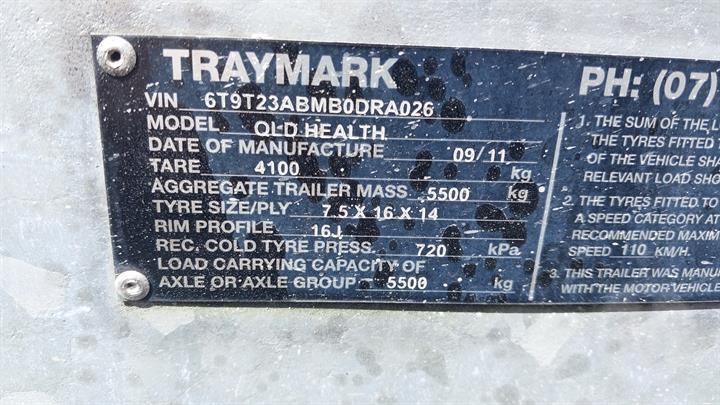 TRAYMARK
VIN 6T9T23ABMB0DRA026
MODEL QLD HEALTH
DATE OF MANUFACTURE 09/11
TARE 4100 kg
AGGREGATE TRAILER MASS 5500 kg
TYRE SIZE/PLY 7.5 X 16 X 14
RIM PROFILE 16J
REC. COLD TYRE PRESS. 720 kPa
LOAD CARRYING CAPACITY OF
AXLE OR AXLE GROUP 5500 kg
PH: (07)
1. THE SUM OF THE L
THE TYRES FITTED T
OF THE VEHICLE SHA
RELEVANT LOAD SHO
2. THE TYRES FITTED TO
A SPEED CATEGORY AT
RECOMMENDED MAXIM
SPEED 110 KM/H.
3. THIS TRAILER WAS MANU
WITH THE MOTOR VEHICLE